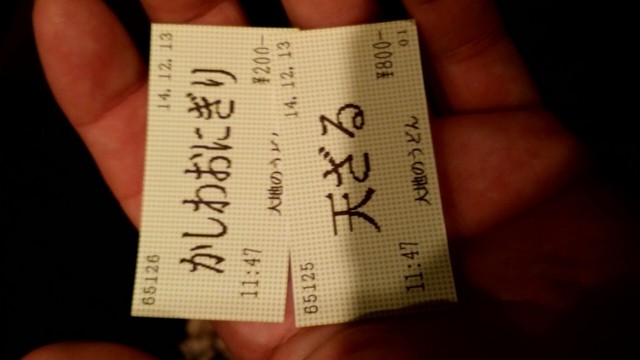 65126 14.12.13
かしわおにぎり
11:47 ¥200-
大地のうどん
65125 14.12.13
天ざる
11:47 ¥800-
大地のうどん 01